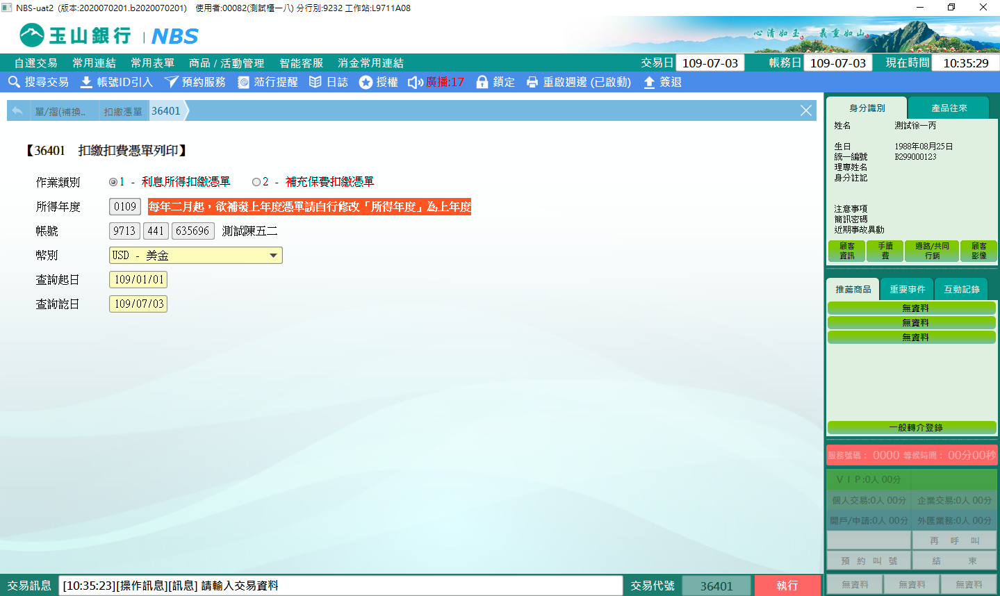 NBS-uat2 (版本:2020070201.b2020070201) 使用者:00082(測試櫃一八) 分行別:9232 工作站:L9711A08
玉山銀行 | NBS
心清如玉。義重如山。
自選交易 常用連結 常用表單 商品 / 活動管理 智能客服 消金常用連結 交易日 109-07-03 帳務日 109-07-03 現在時間 10:35:29
搜尋交易 帳號ID引入 預約服務 蒞行提醒 日誌 授權 廣播:17 鎖定 重啟週邊 (已啟動) 簽退
單/摺(補換.. 扣繳憑單 36401
【36401 扣繳扣費憑單列印】
作業類別 1 - 利息所得扣繳憑單 2 - 補充保費扣繳憑單
所得年度 0109 每年二月起，欲補發上年度憑單請自行修改「所得年度」為上年度
帳號 9713 441 635696 測試陳五二
幣別 USD - 美金
查詢起日 109/01/01
查詢訖日 109/07/03
身分識別 產品往來
姓名 測試徐一丙
生日 1988年08月25日
統一編號 B299000123
理專姓名
身分註記
注意事項
簡訊密碼
近期事故異動
顧客資訊 手續費 通路/共同行銷 顧客影像
推薦商品 重要事件 互動記錄
無資料
無資料
無資料
一般轉介登錄
服務號碼： 0000 等候時間： 00分00秒
ＶＩＰ:0人 00分
個人交易:0人 00分 企業交易:0人 00分
開戶/申請:0人 00分 外匯業務:0人 00分
再 呼 叫
預 約 叫 號 結 束
無資料 無資料 無資料
交易訊息 [10:35:23][操作訊息][訊息] 請輸入交易資料 交易代號 36401 執行